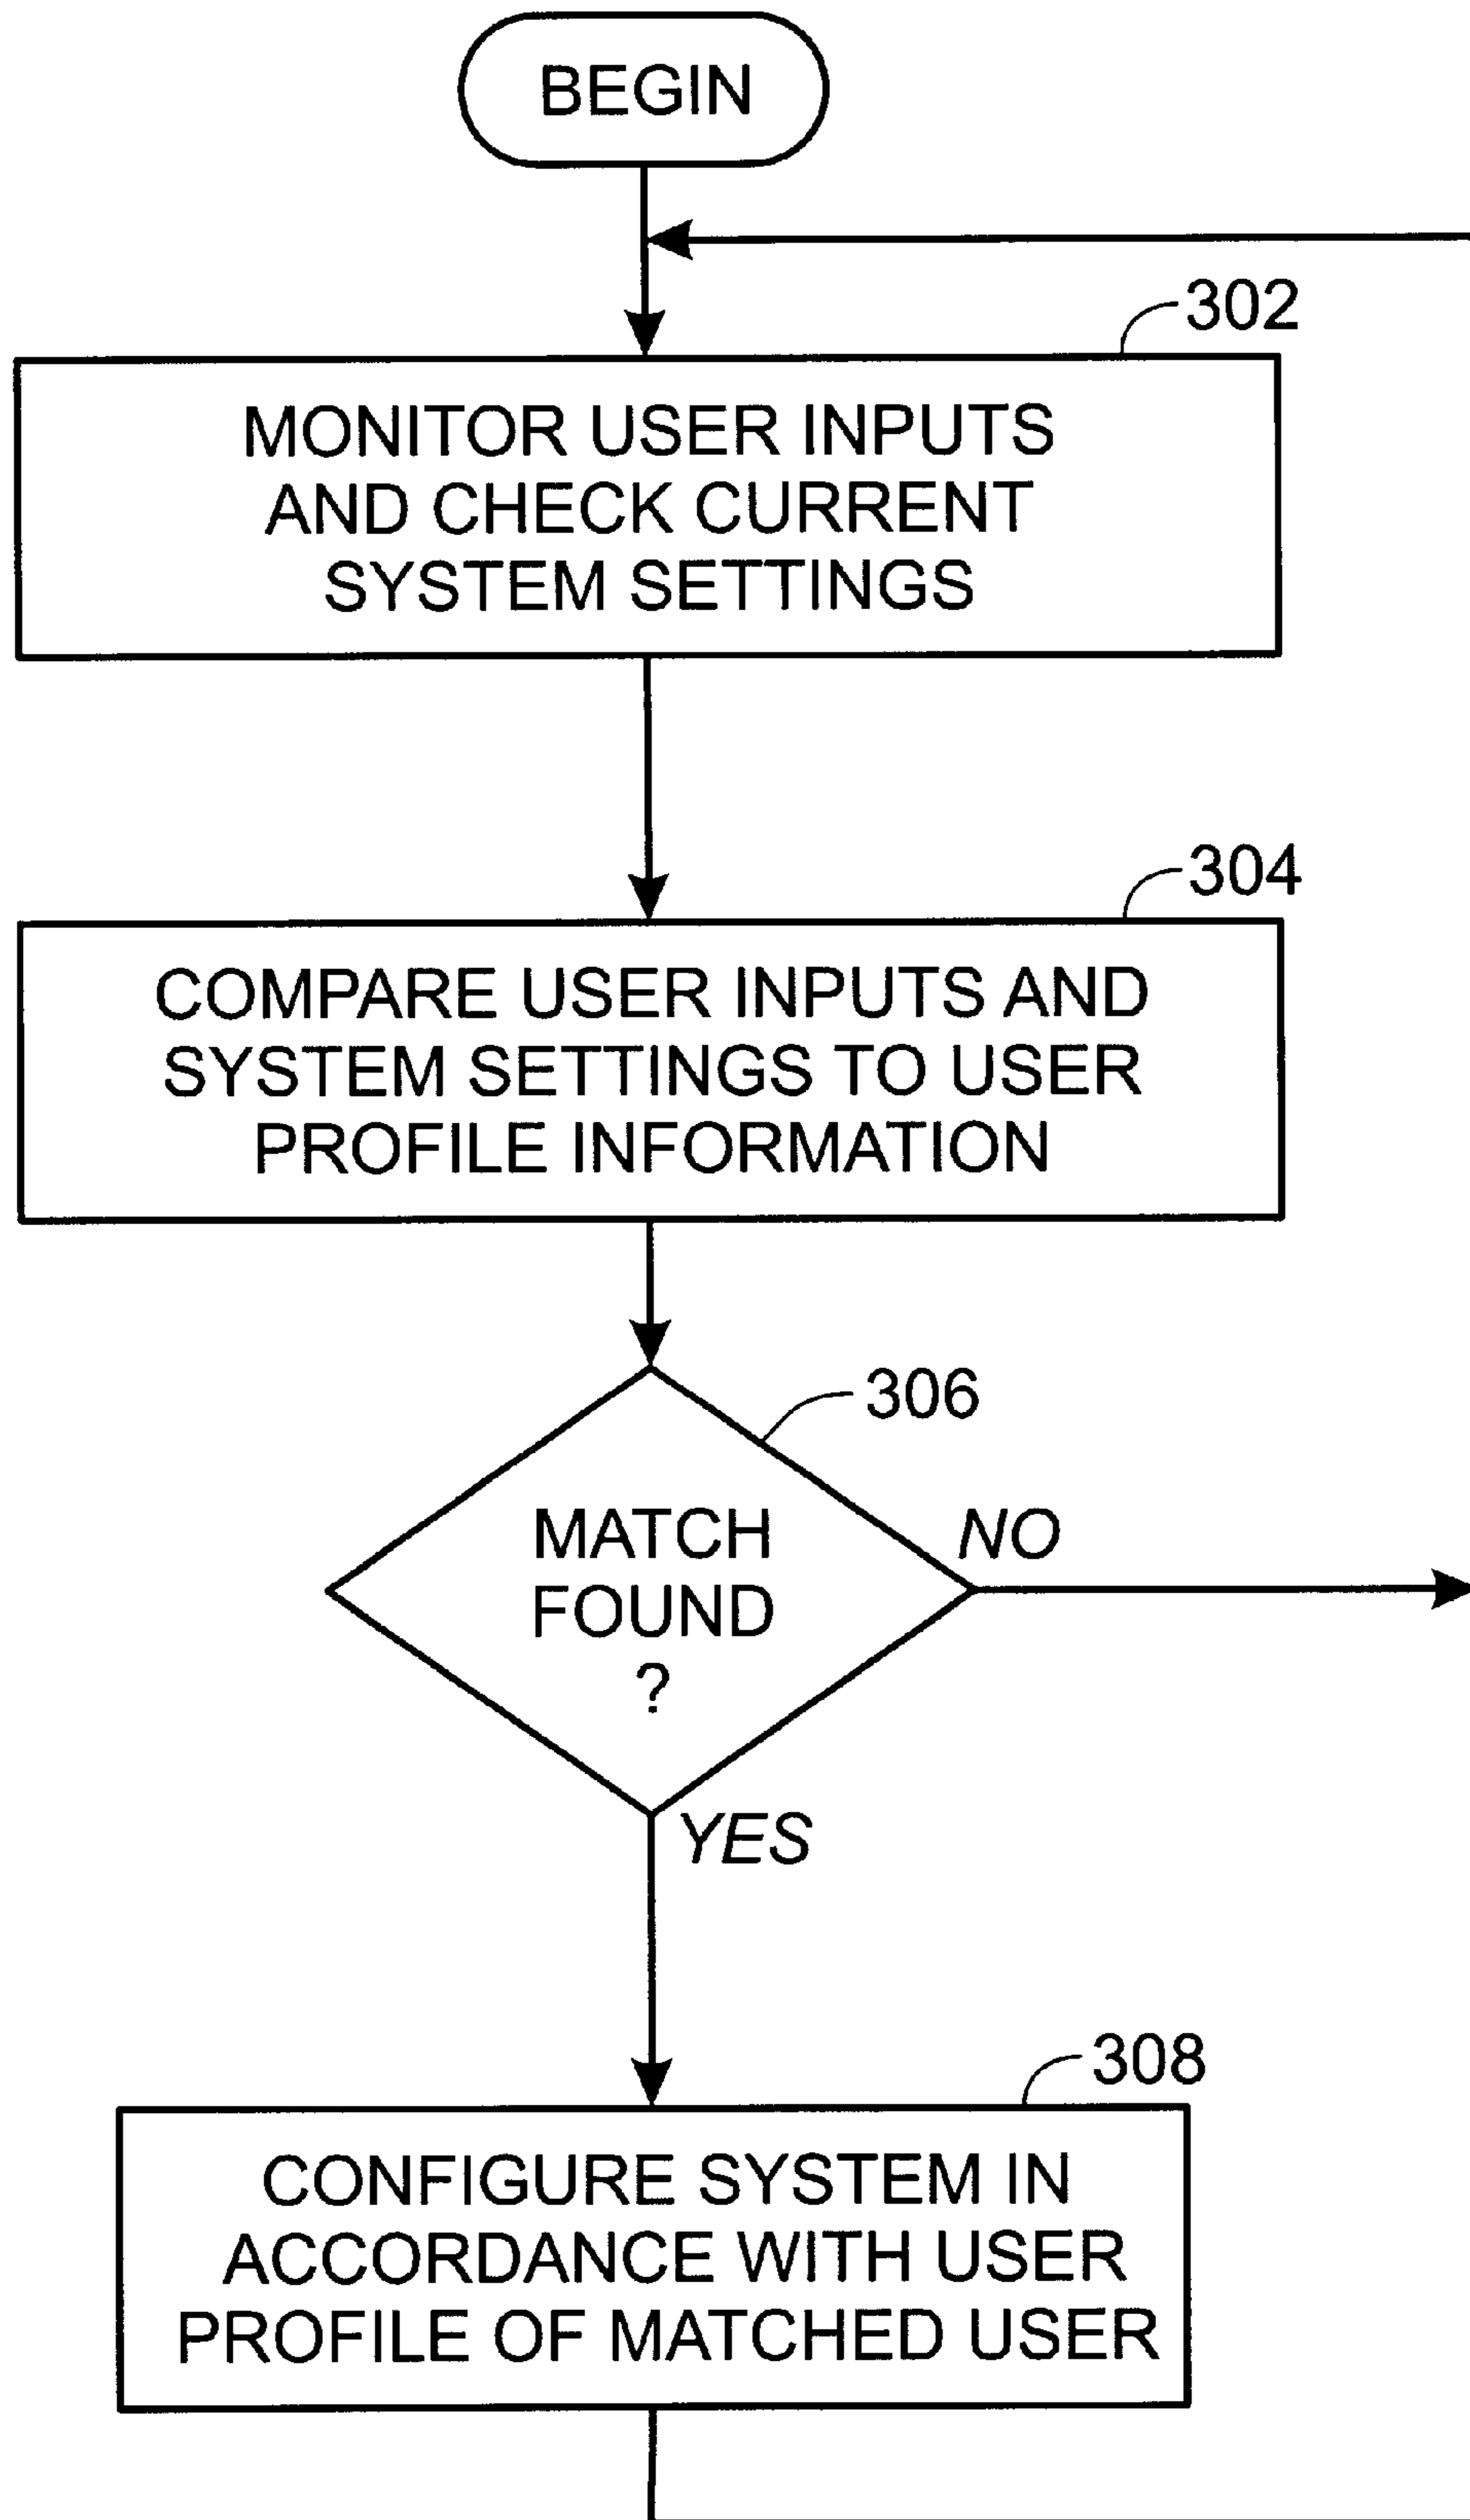 BEGIN
302
MONITOR USER INPUTS
AND CHECK CURRENT
SYSTEM SETTINGS
304
COMPARE USER INPUTS AND
SYSTEM SETTINGS TO USER
PROFILE INFORMATION
306
MATCH
FOUND
?
NO
YES
308
CONFIGURE SYSTEM IN
ACCORDANCE WITH USER
PROFILE OF MATCHED USER